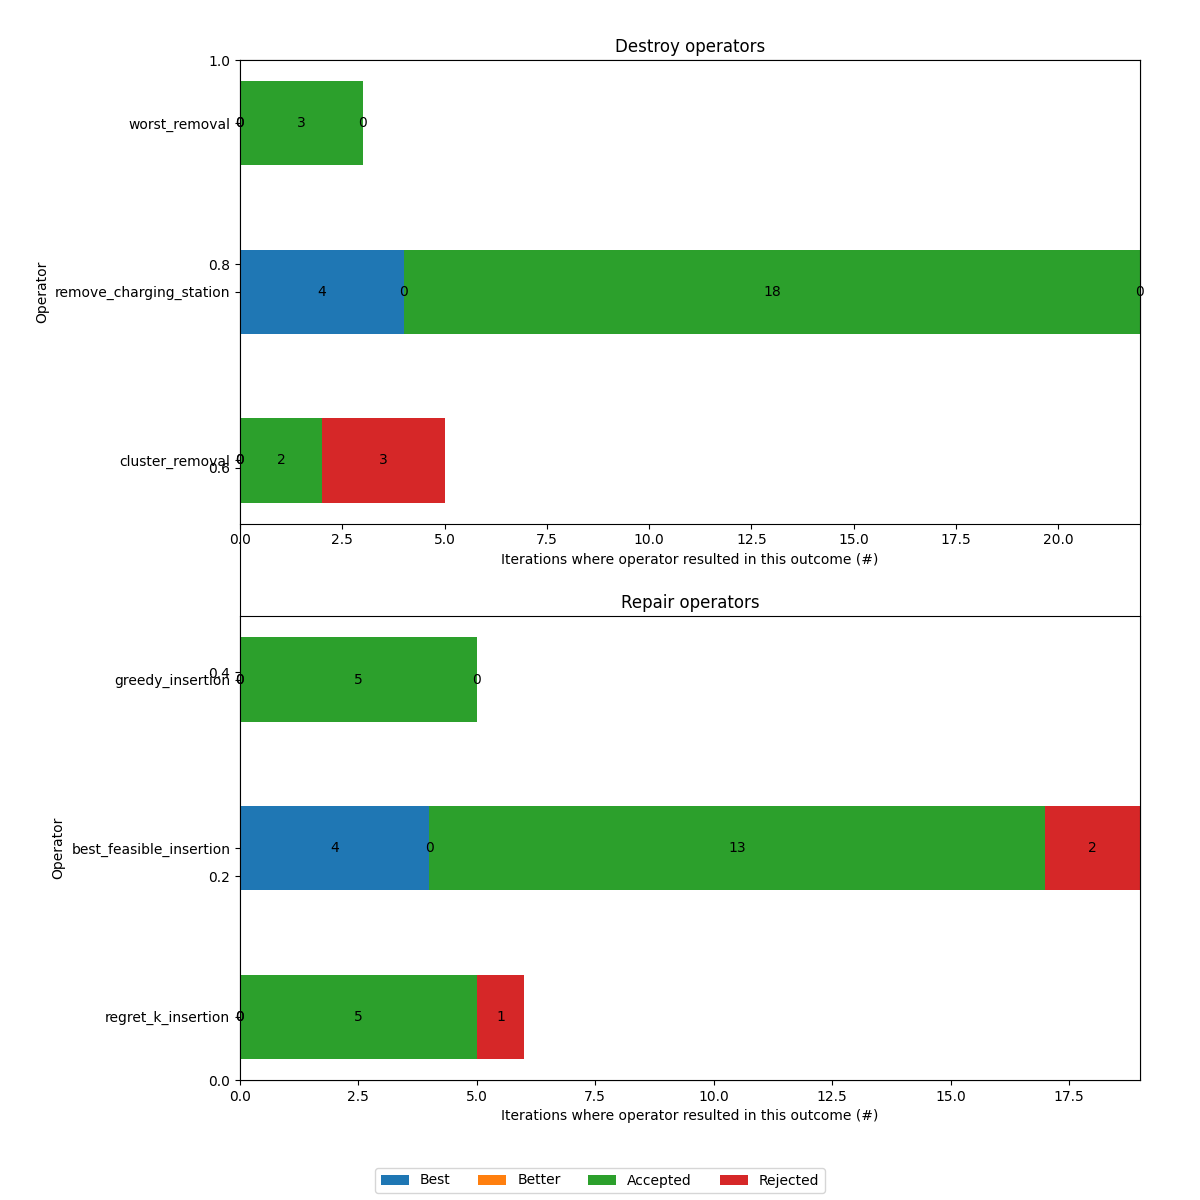 Destroy operators
1.0
worst_removal 0 0 3 0
0.8
Operator
remove_charging_station 4 0 18 0
cluster_removal 0 0 2 3
0.6
0.0 2.5 5.0 7.5 10.0 12.5 15.0 17.5 20.0
Iterations where operator resulted in this outcome (#)
Repair operators
0.4
greedy_insertion 0 0 5 0
Operator
best_feasible_insertion 4 0 13 2
0.2
regret_k_insertion 0 0 5 1
0.0
0.0 2.5 5.0 7.5 10.0 12.5 15.0 17.5
Iterations where operator resulted in this outcome (#)
Best Better Accepted Rejected